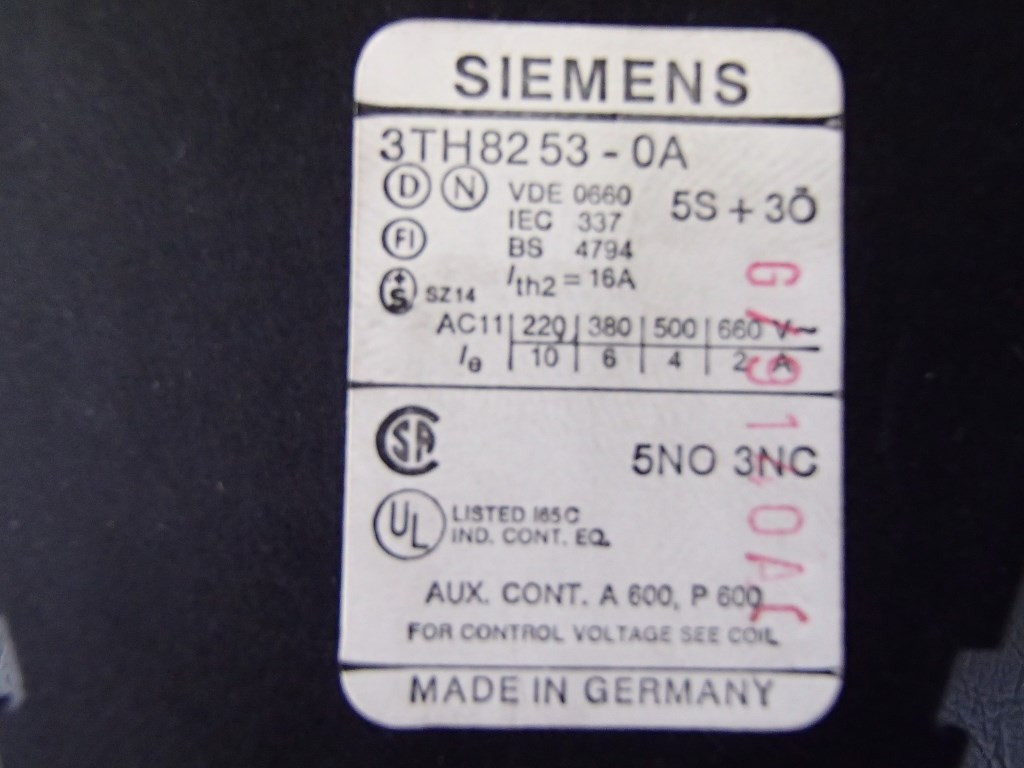 SIEMENS
3TH8253-0A
D N VDE 0660 5S + 3Ö
IEC 337
FI BS 4794
+S SZ14 Ith2 = 16A
AC11 | 220 | 380 | 500 | 660 V~
Ie | 10 | 6 | 4 | 2 A
SA 5NO 3NC
UL LISTED 165C
IND. CONT. EQ.
AUX. CONT. A 600, P 600
FOR CONTROL VOLTAGE SEE COIL
MADE IN GERMANY